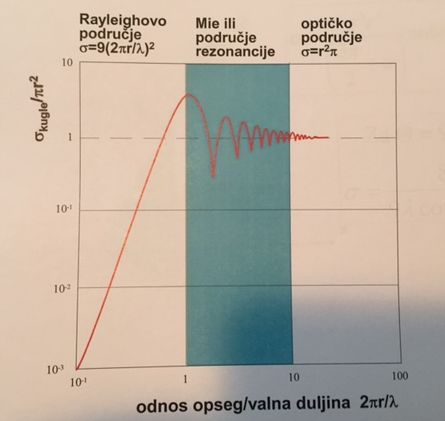 Rayleighovo
područje
σ=9(2πr/λ)²
Mie ili
područje
rezonancije
optičko
područje
σ=r²π
σkugle/πr²
10
1
10⁻¹
10⁻²
10⁻³
10⁻¹
1
10
100
odnos opseg/valna duljina 2πr/λ